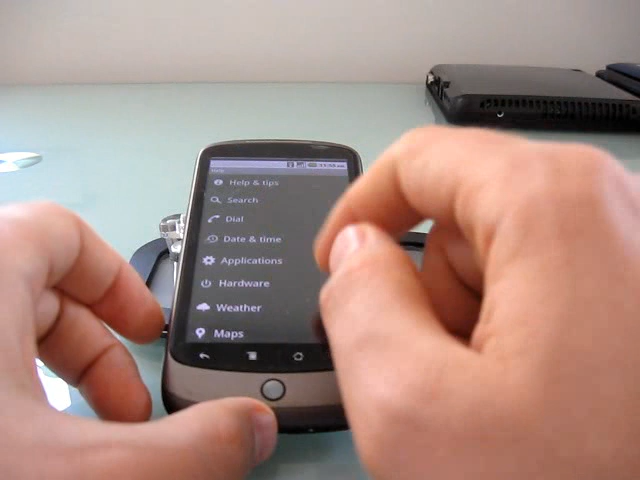 Help & tips
Search
Dial
Date & time
Applications
Hardware
Weather
Maps